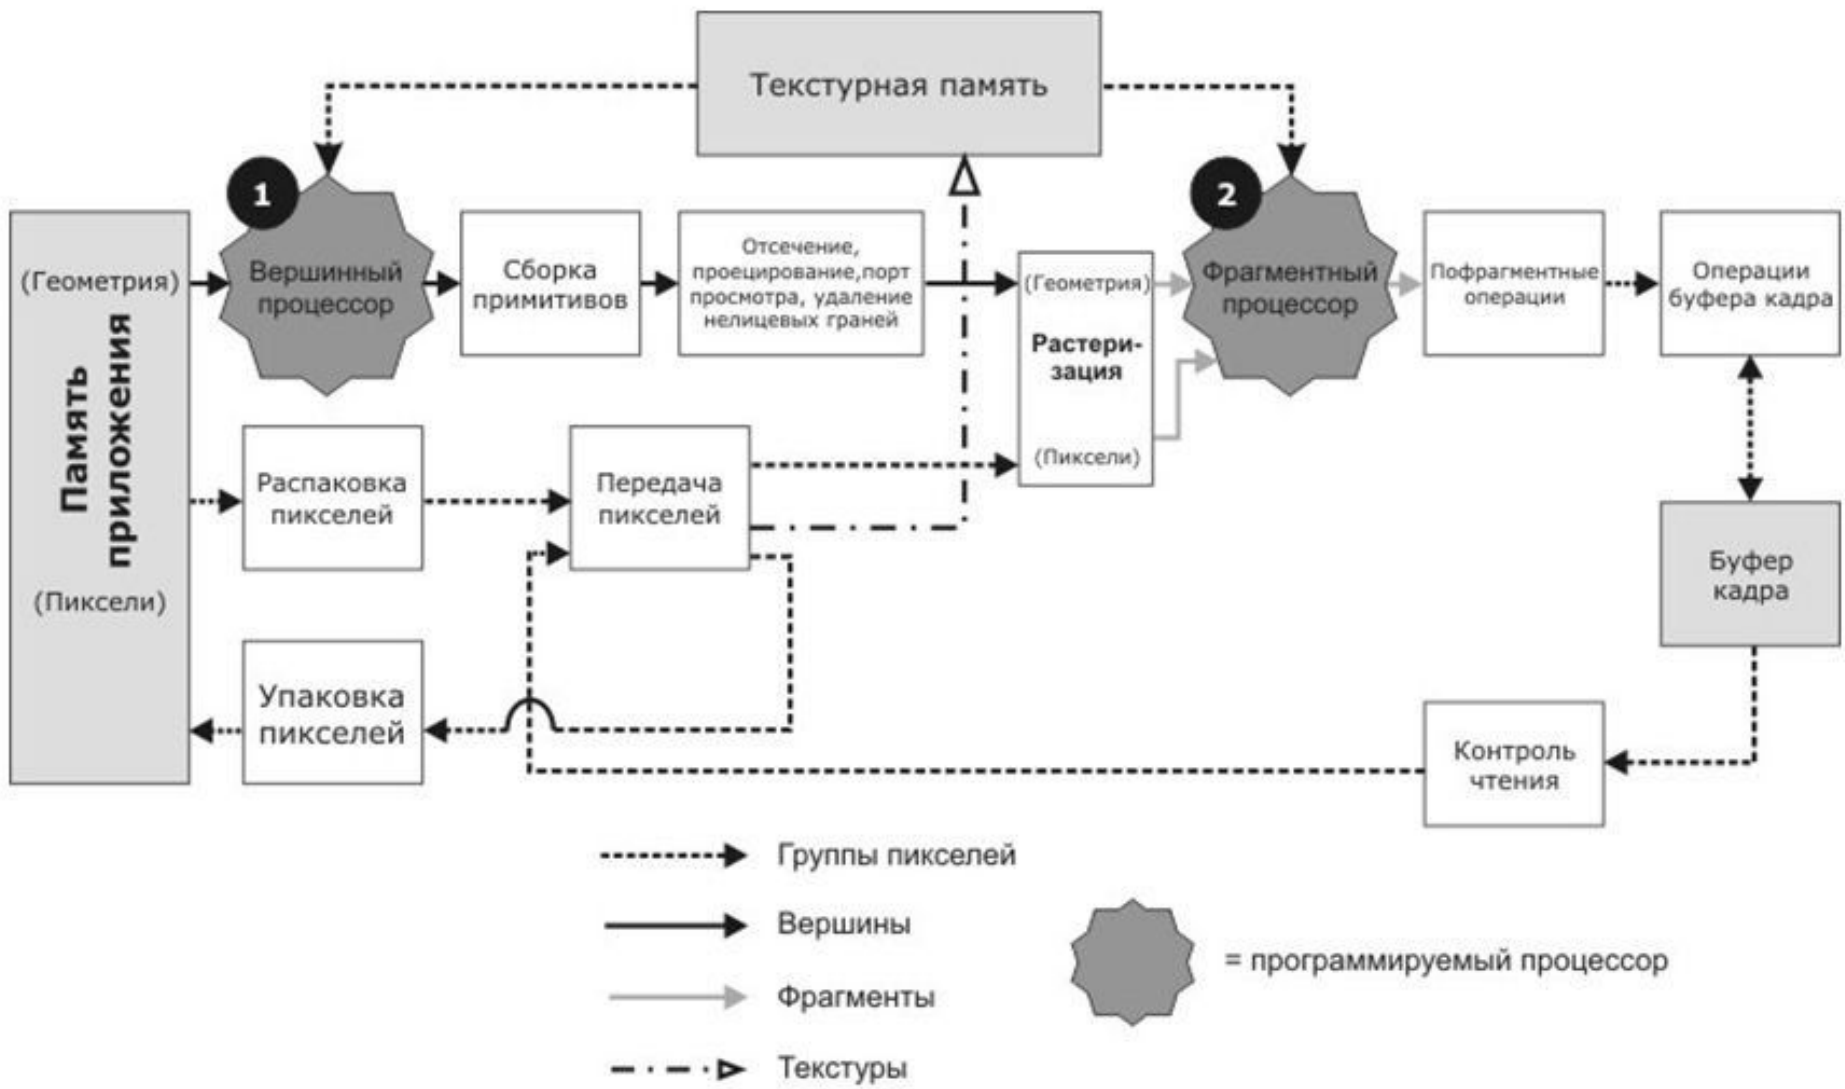 Текстурная память
1
2
(Геометрия)
Память
приложения
(Пиксели)
Вершинный
процессор
Сборка
примитивов
Отсечение,
проецирование,порт
просмотра, удаление
нелицевых граней
(Геометрия)
Растери-
зация
(Пиксели)
Фрагментный
процессор
Пофрагментные
операции
Операции
буфера кадра
Распаковка
пикселей
Передача
пикселей
Буфер
кадра
Упаковка
пикселей
Контроль
чтения
Группы пикселей
Вершины
Фрагменты
Текстуры
= программируемый процессор